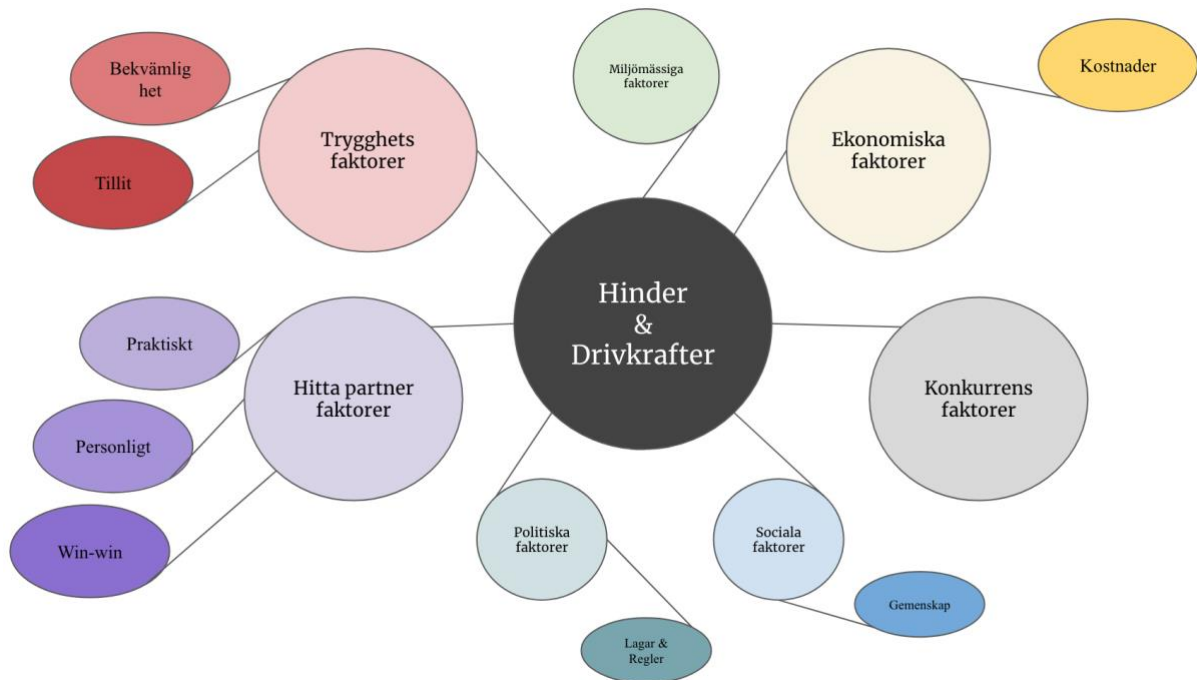 Bekvämlig
het
Tillit
Trygghets
faktorer
Miljömässiga
faktorer
Ekonomiska
faktorer
Kostnader
Hinder
&
Drivkrafter
Praktiskt
Personligt
Win-win
Hitta partner
faktorer
Konkurrens
faktorer
Politiska
faktorer
Lagar &
Regler
Sociala
faktorer
Gemenskap